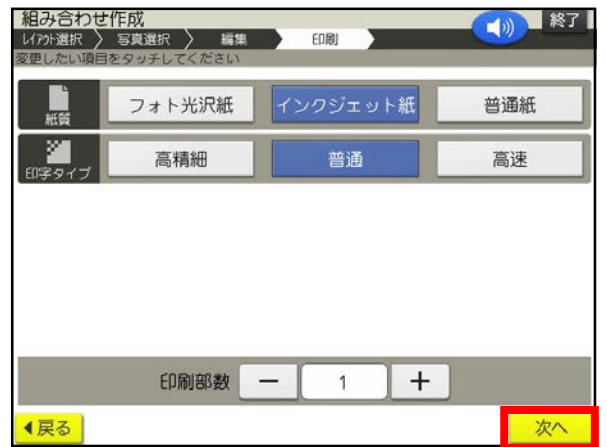 組み合わせ作成
終了
ﾚｲｱｳﾄ選択 〉 写真選択 〉 編集 印刷
変更したい項目をタッチしてください
紙質 フォト光沢紙 インクジェット紙 普通紙
印字タイプ 高精細 普通 高速
印刷部数 － 1 ＋
◀戻る 次へ